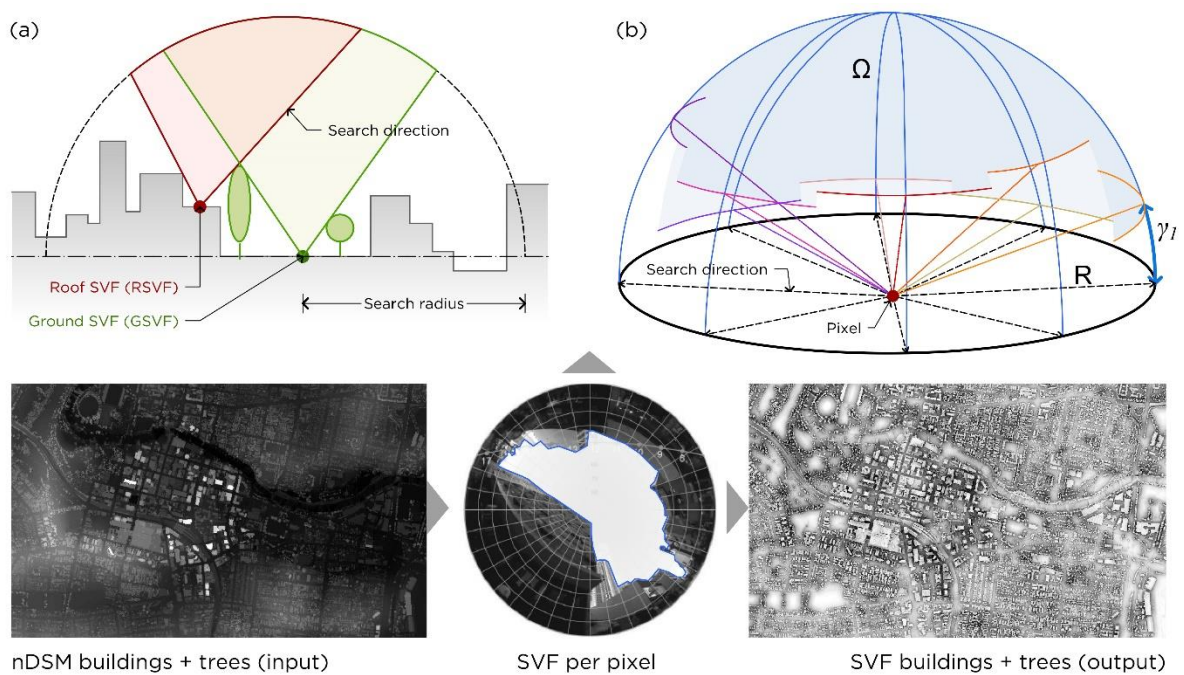 (a)
Search direction
Roof SVF (RSVF)
Ground SVF (GSVF)
Search radius
(b)
Ω
γ1
Search direction
R
Pixel
nDSM buildings + trees (input)
SVF per pixel
SVF buildings + trees (output)